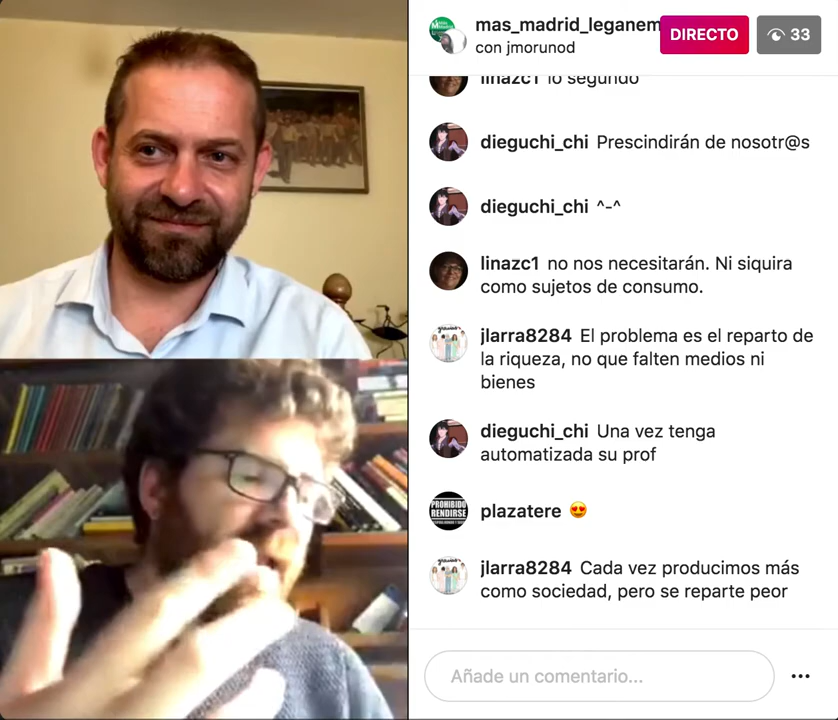 mas_madrid_leganem
con jmorunod
DIRECTO
33
linazc1 lo segundo
dieguchi_chi Prescindirán de nosotr@s
dieguchi_chi ^-^
linazc1 no nos necesitarán. Ni siquira
como sujetos de consumo.
jlarra8284 El problema es el reparto de
la riqueza, no que falten medios ni
bienes
dieguchi_chi Una vez tenga
automatizada su prof
PROHIBIDO
RENDIRSE
plazatere 😍
jlarra8284 Cada vez producimos más
como sociedad, pero se reparte peor
Añade un comentario...